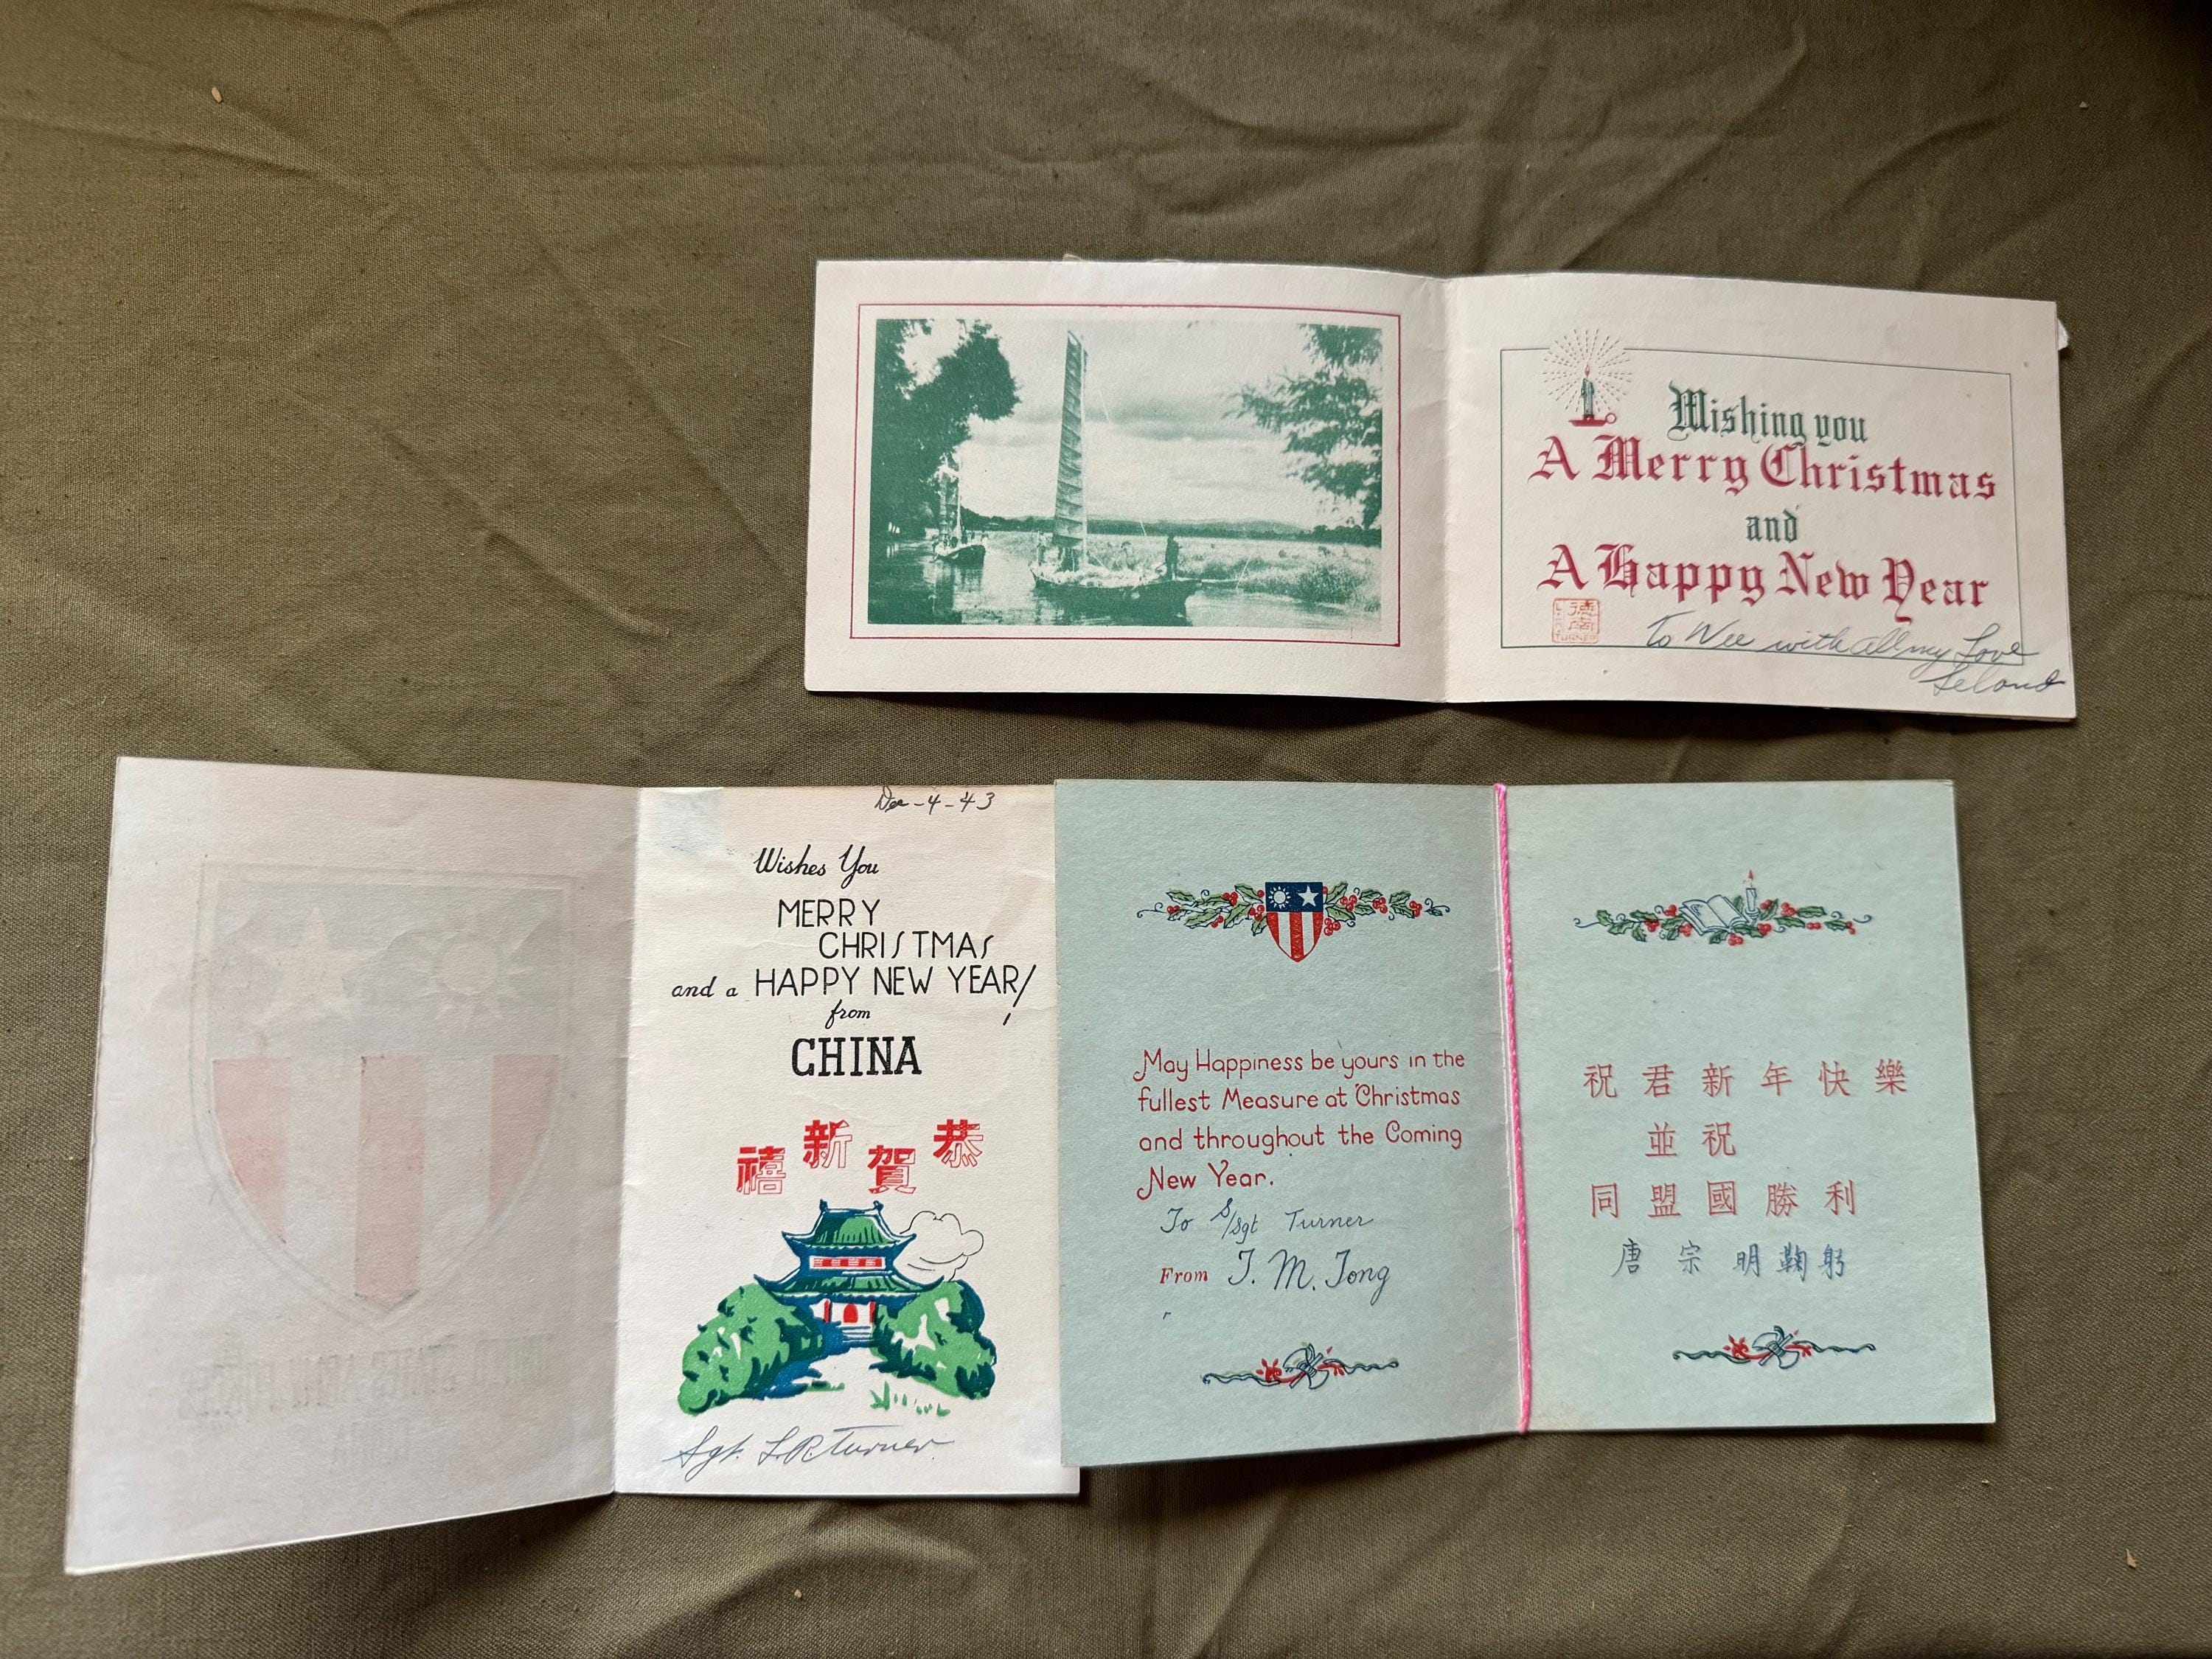 Wishing you
A Merry Christmas
and
A Happy New Year
TURNER
To Wee with all my Love
Leland
Dec-4-43
Wishes You
MERRY
CHRISTMAS
and a HAPPY NEW YEAR!
from
CHINA
恭賀新禧
Sgt. L.R. Turner
May Happiness be yours in the
fullest Measure at Christmas
and throughout the Coming
New Year.
To S/Sgt Turner
From T. M. Tong
祝君新年快樂
並祝
同盟國勝利
唐宗明鞠躬